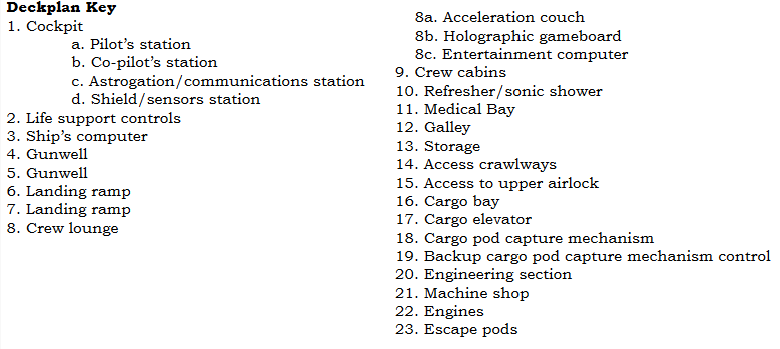 Deckplan Key
1. Cockpit
a. Pilot's station
b. Co-pilot's station
c. Astrogation/communications station
d. Shield/sensors station
2. Life support controls
3. Ship's computer
4. Gunwell
5. Gunwell
6. Landing ramp
7. Landing ramp
8. Crew lounge
8a. Acceleration couch
8b. Holographic gameboard
8c. Entertainment computer
9. Crew cabins
10. Refresher/sonic shower
11. Medical Bay
12. Galley
13. Storage
14. Access crawlways
15. Access to upper airlock
16. Cargo bay
17. Cargo elevator
18. Cargo pod capture mechanism
19. Backup cargo pod capture mechanism control
20. Engineering section
21. Machine shop
22. Engines
23. Escape pods